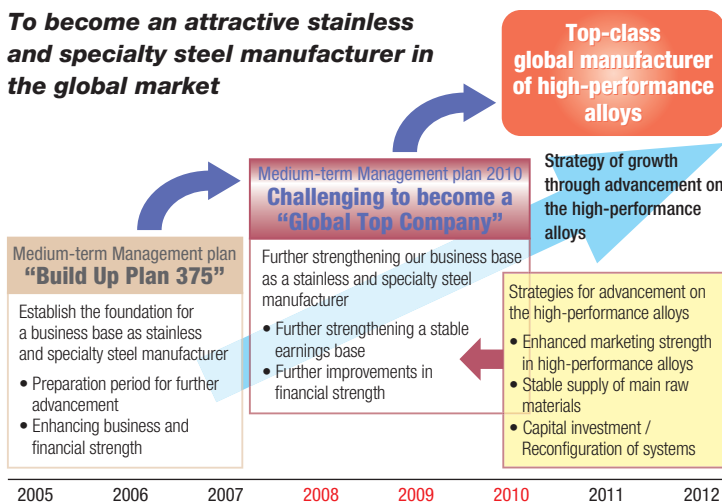 To become an attractive stainless
and specialty steel manufacturer in
the global market
Top-class
global manufacturer
of high-performance
alloys
Strategy of growth
through advancement on
the high-performance
alloys
Medium-term Management plan 2010
Challenging to become a
“Global Top Company”
Further strengthening our business base
as a stainless and specialty steel
manufacturer
• Further strengthening a stable
earnings base
• Further improvements in
financial strength
Medium-term Management plan
“Build Up Plan 375”
Establish the foundation for
a business base as stainless
and specialty steel manufacturer
• Preparation period for further
advancement
• Enhancing business and
financial strength
Strategies for advancement on
the high-performance alloys
• Enhanced marketing strength
in high-performance alloys
• Stable supply of main raw
materials
• Capital investment /
Reconfiguration of systems
2005 2006 2007 2008 2009 2010 2011 2012